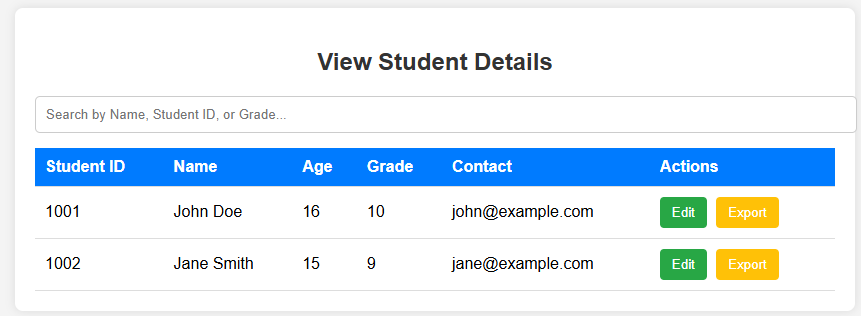 View Student Details
Search by Name, Student ID, or Grade...
Student ID Name Age Grade Contact Actions
1001 John Doe 16 10 john@example.com Edit Export
1002 Jane Smith 15 9 jane@example.com Edit Export